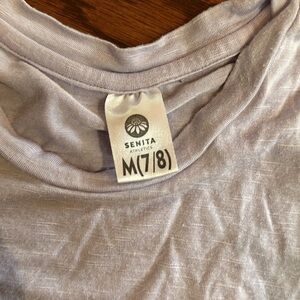 SENITA
ATHLETICS
M(7/8)